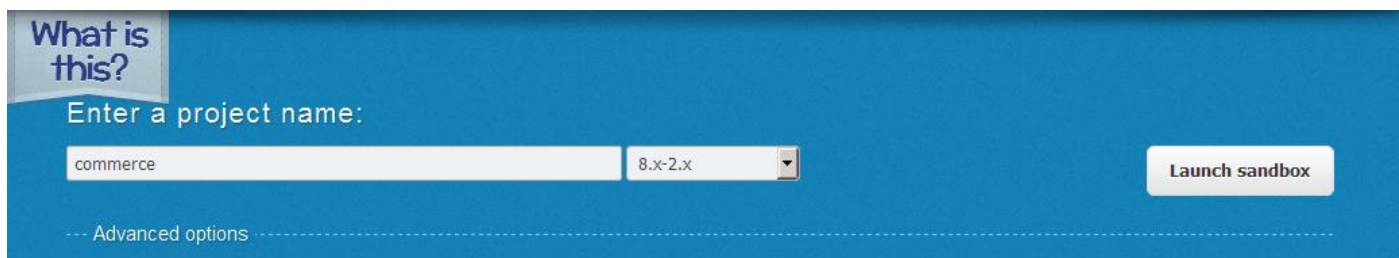 What is
this?
Enter a project name:
commerce 8.x-2.x Launch sandbox
--- Advanced options